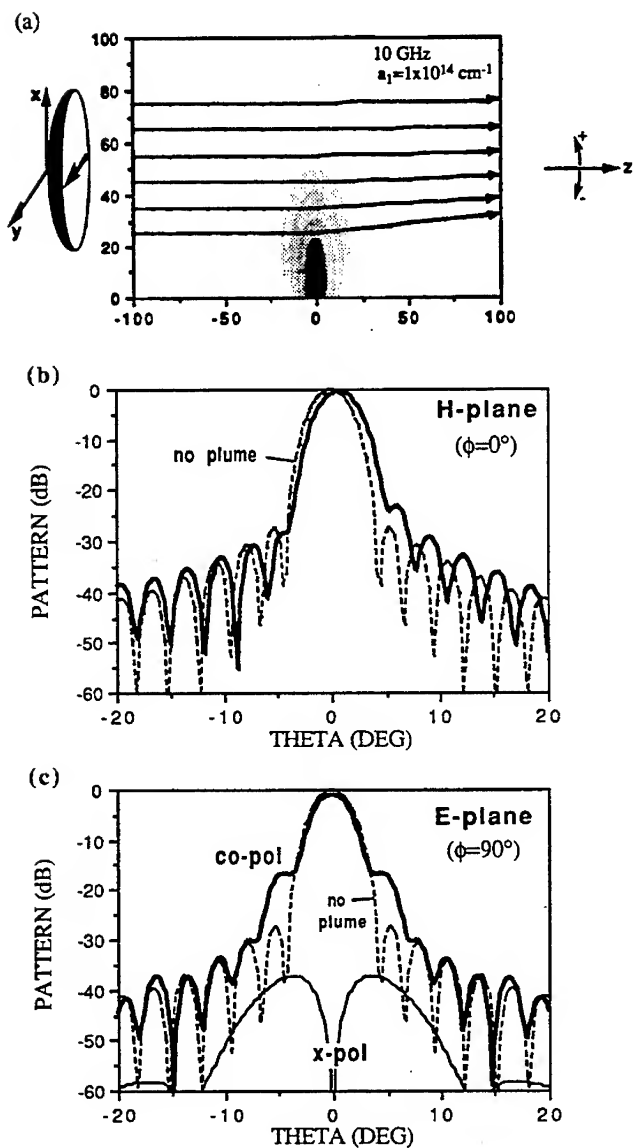 (a)
10 GHz
a₁=1x10¹⁴ cm⁻¹
100
80
60
40
20
0
-100 -50 0 50 100
x
y
+
z
-
(b)
H-plane
(ϕ=0°)
no plume
PATTERN (dB)
0
-10
-20
-30
-40
-50
-60
-20 -10 0 10 20
THETA (DEG)
(c)
E-plane
(ϕ=90°)
co-pol
no
plume
x-pol
PATTERN (dB)
0
-10
-20
-30
-40
-50
-60
-20 -10 0 10 20
THETA (DEG)